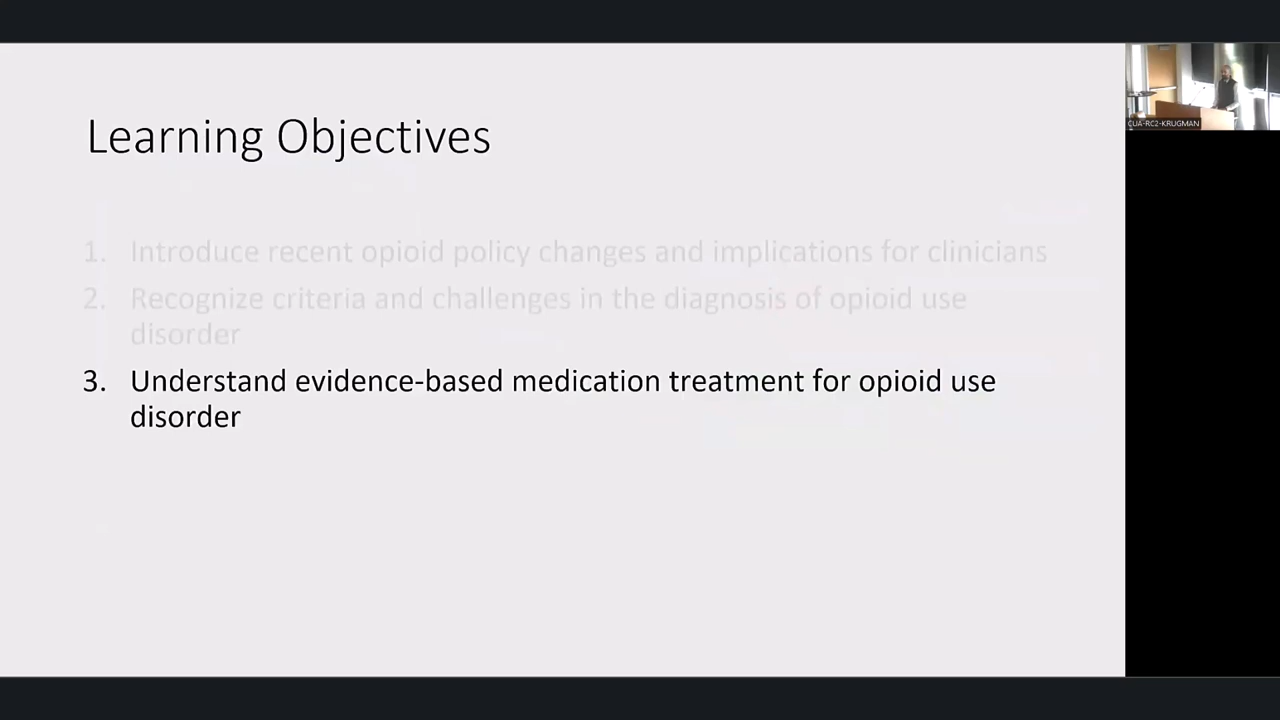 Learning Objectives
1. Introduce recent opioid policy changes and implications for clinicians
2. Recognize criteria and challenges in the diagnosis of opioid use
disorder
3. Understand evidence-based medication treatment for opioid use
disorder
CUA-RC2-KRUGMAN